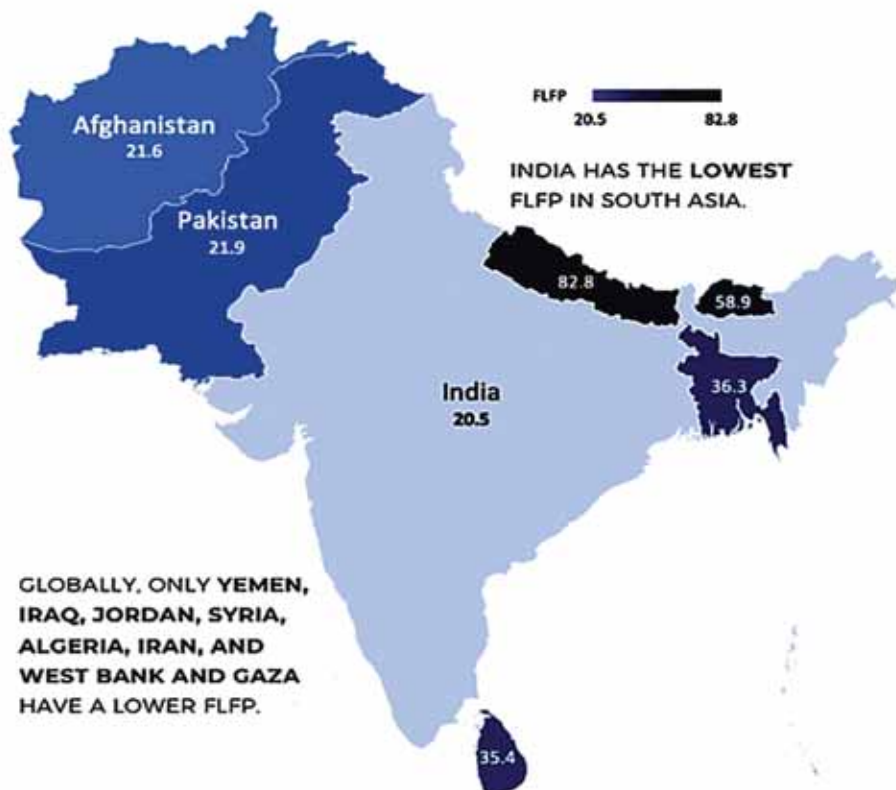 FLFP
20.5 82.8
INDIA HAS THE LOWEST
FLFP IN SOUTH ASIA.
Afghanistan
21.6
Pakistan
21.9
82.8
58.9
36.3
India
20.5
GLOBALLY, ONLY YEMEN,
IRAQ, JORDAN, SYRIA,
ALGERIA, IRAN, AND
WEST BANK AND GAZA
HAVE A LOWER FLFP.
35.4